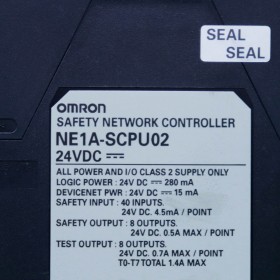 SEAL
SEAL
OMRON
SAFETY NETWORK CONTROLLER
NE1A-SCPU02
24VDC ⎓
ALL POWER AND I/O CLASS 2 SUPPLY ONLY
LOGIC POWER : 24V DC ⎓ 280 mA
DEVICENET PWR : 24V DC ⎓ 15 mA
SAFETY INPUT : 40 INPUTS.
24V DC 4.5mA / POINT
SAFETY OUTPUT : 8 OUTPUTS.
24V DC 0.5A MAX / POINT
TEST OUTPUT : 8 OUTPUTS.
24V DC 0.7A MAX / POINT
T0-T7 TOTAL 1.4A MAX